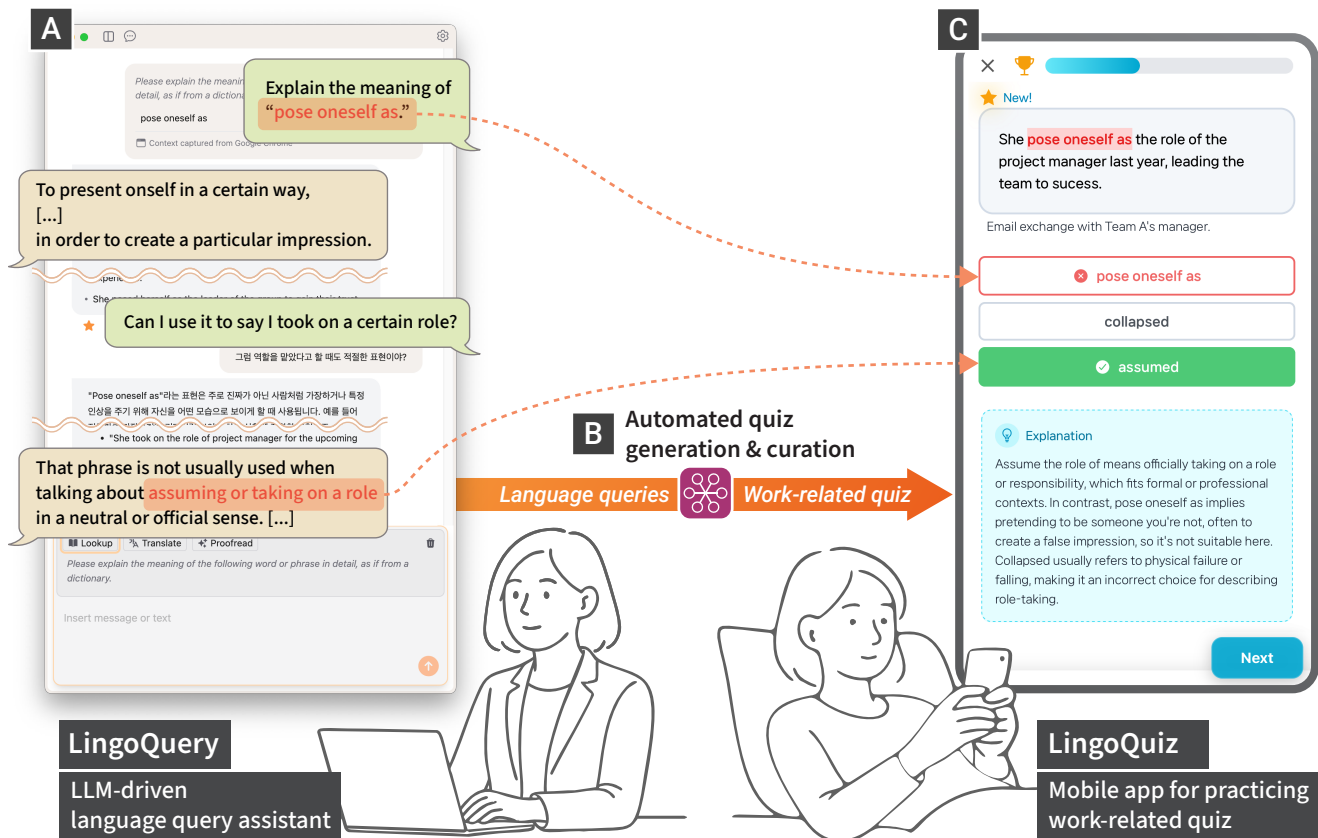 A
Please explain the meanin
detail, as if from a dictiona
pose oneself as
Context captured from Google Chrome
Explain the meaning of
“pose oneself as.”
To present onself in a certain way,
[...]
in order to create a particular impression.
• She
Can I use it to say I took on a certain role?
그럼 역할을 맡았다고 할 때도 적절한 표현이야?
"Pose oneself as"라는 표현은 주로 진짜가 아닌 사람처럼 가장하거나 특정
인상을 주기 위해 자신을 어떤 모습으로 보이게 할 때 사용됩니다. 예를 들어
• "She took on the role of project manager for the upcoming
That phrase is not usually used when
talking about assuming or taking on a role
in a neutral or official sense. [...]
Lookup
Translate
Proofread
Please explain the meaning of the following word or phrase in detail, as if from a
dictionary.
Insert message or text
LingoQuery
LLM-driven
language query assistant
B
Automated quiz
generation & curation
Language queries
Work-related quiz
C
New!
She pose oneself as the role of the
project manager last year, leading the
team to sucess.
Email exchange with Team A's manager.
pose oneself as
collapsed
assumed
Explanation
Assume the role of means officially taking on a role
or responsibility, which fits formal or professional
contexts. In contrast, pose oneself as implies
pretending to be someone you're not, often to
create a false impression, so it's not suitable here.
Collapsed usually refers to physical failure or
falling, making it an incorrect choice for describing
role-taking.
Next
LingoQuiz
Mobile app for practicing
work-related quiz